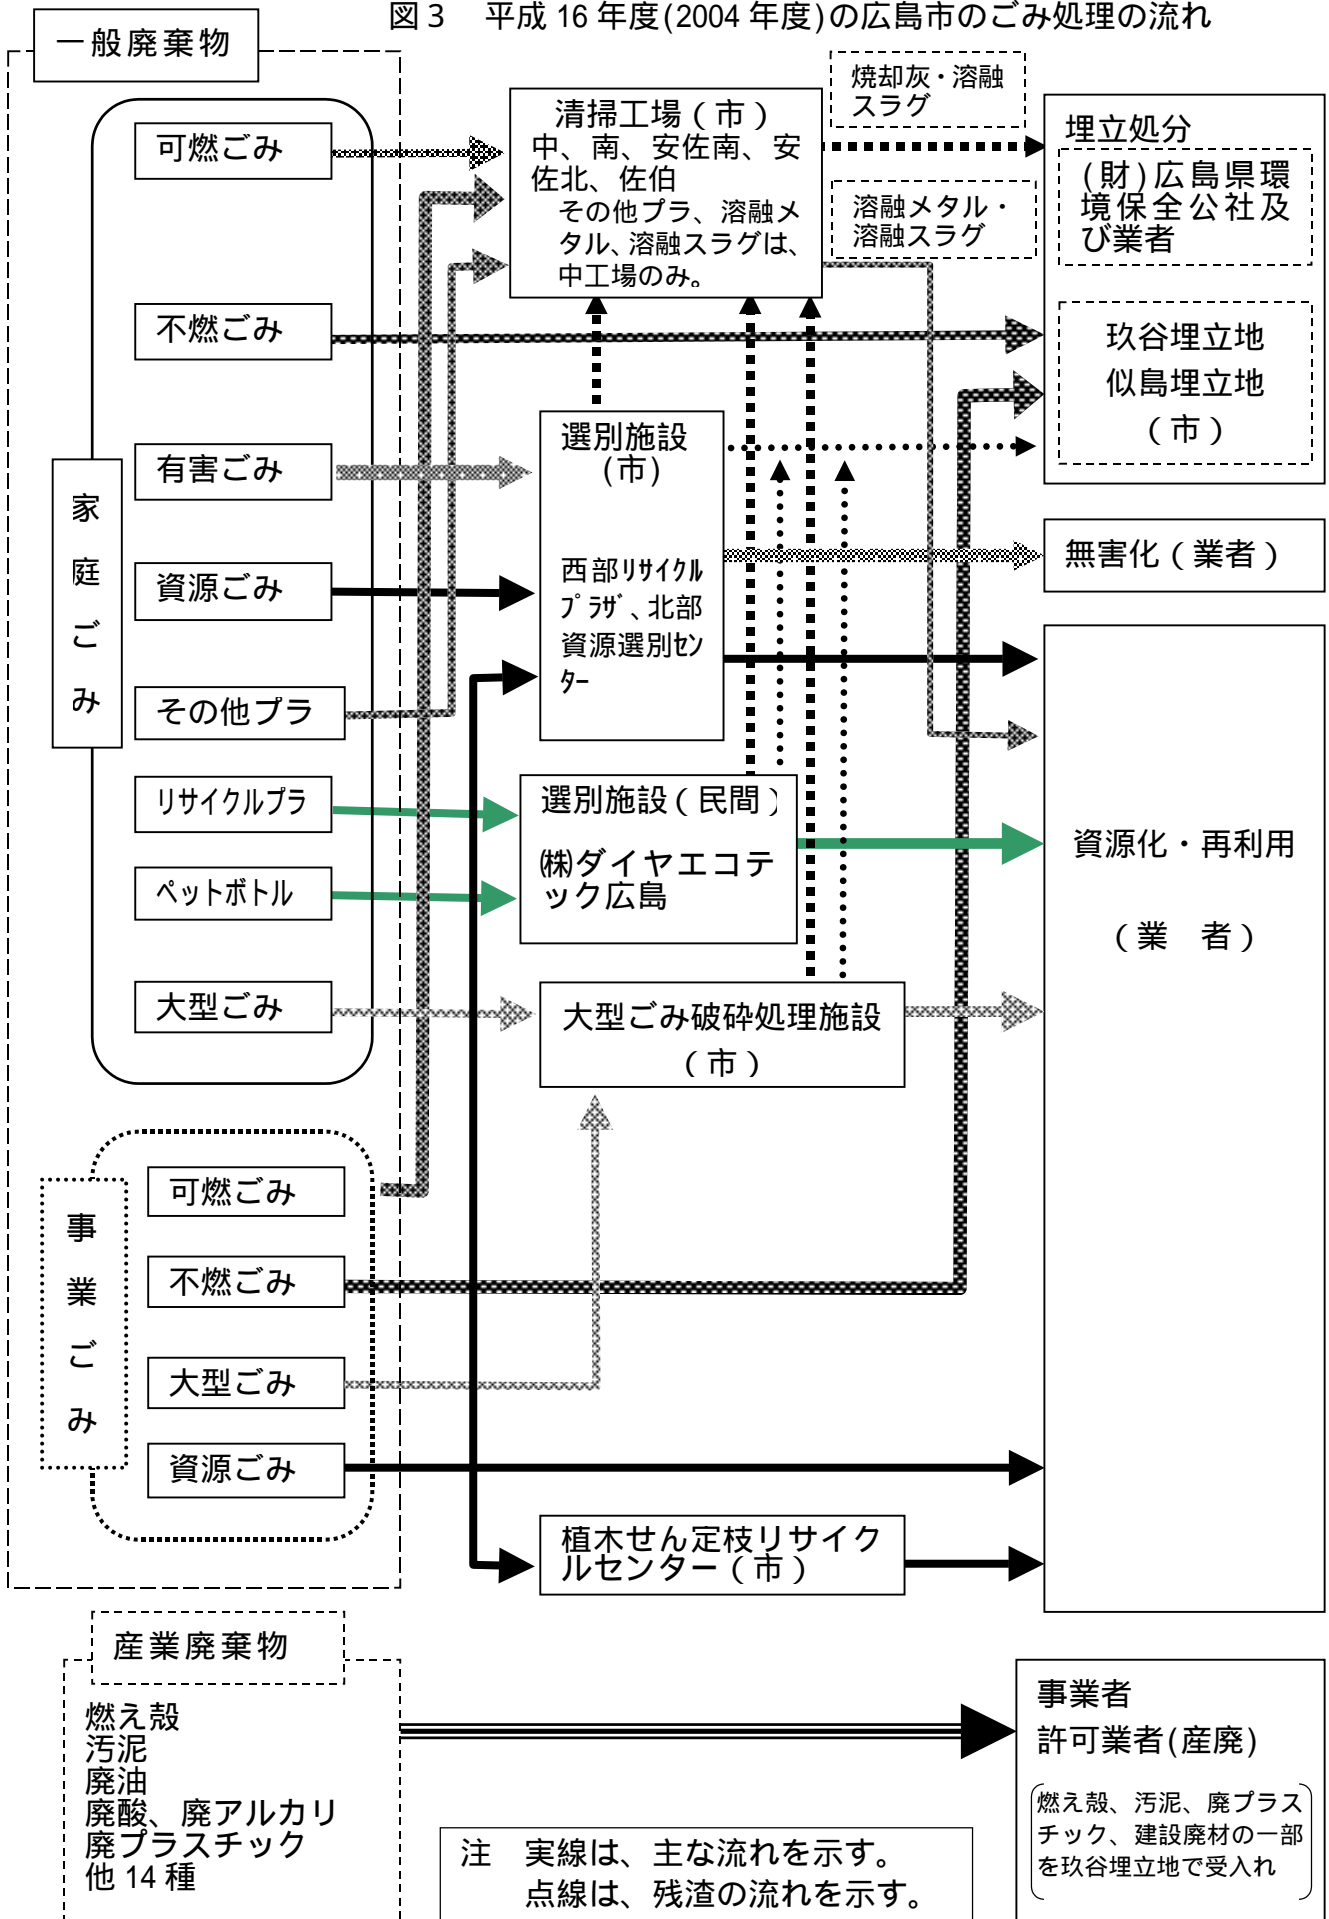 図３　平成 16 年度(2004 年度)の広島市のごみ処理の流れ
一般廃棄物
家庭ごみ
可燃ごみ
不燃ごみ
有害ごみ
資源ごみ
その他プラ
リサイクルプラ
ペットボトル
大型ごみ
事業ごみ
可燃ごみ
不燃ごみ
大型ごみ
資源ごみ
清掃工場（市）
中、南、安佐南、安
佐北、佐伯
その他プラ、溶融メ
タル、溶融スラグは、
中工場のみ。
選別施設
(市)
西部ﾘｻｲｸﾙ
ﾌﾟﾗｻﾞ、北部
資源選別ｾﾝ
ﾀｰ
選別施設（民間）
㈱ダイヤエコテ
ック広島
大型ごみ破砕処理施設
（市）
植木せん定枝リサイク
ルセンター（市）
焼却灰・溶融
スラグ
溶融メタル・
溶融スラグ
埋立処分
(財)広島県環
境保全公社及
び業者
玖谷埋立地
似島埋立地
（市）
無害化（業者）
資源化・再利用
（業　者）
産業廃棄物
燃え殻
汚泥
廃油
廃酸、廃アルカリ
廃プラスチック
他 14 種
事業者
許可業者(産廃)
燃え殻、汚泥、廃プラス
チック、建設廃材の一部
を玖谷埋立地で受入れ
注　実線は、主な流れを示す。
点線は、残渣の流れを示す。